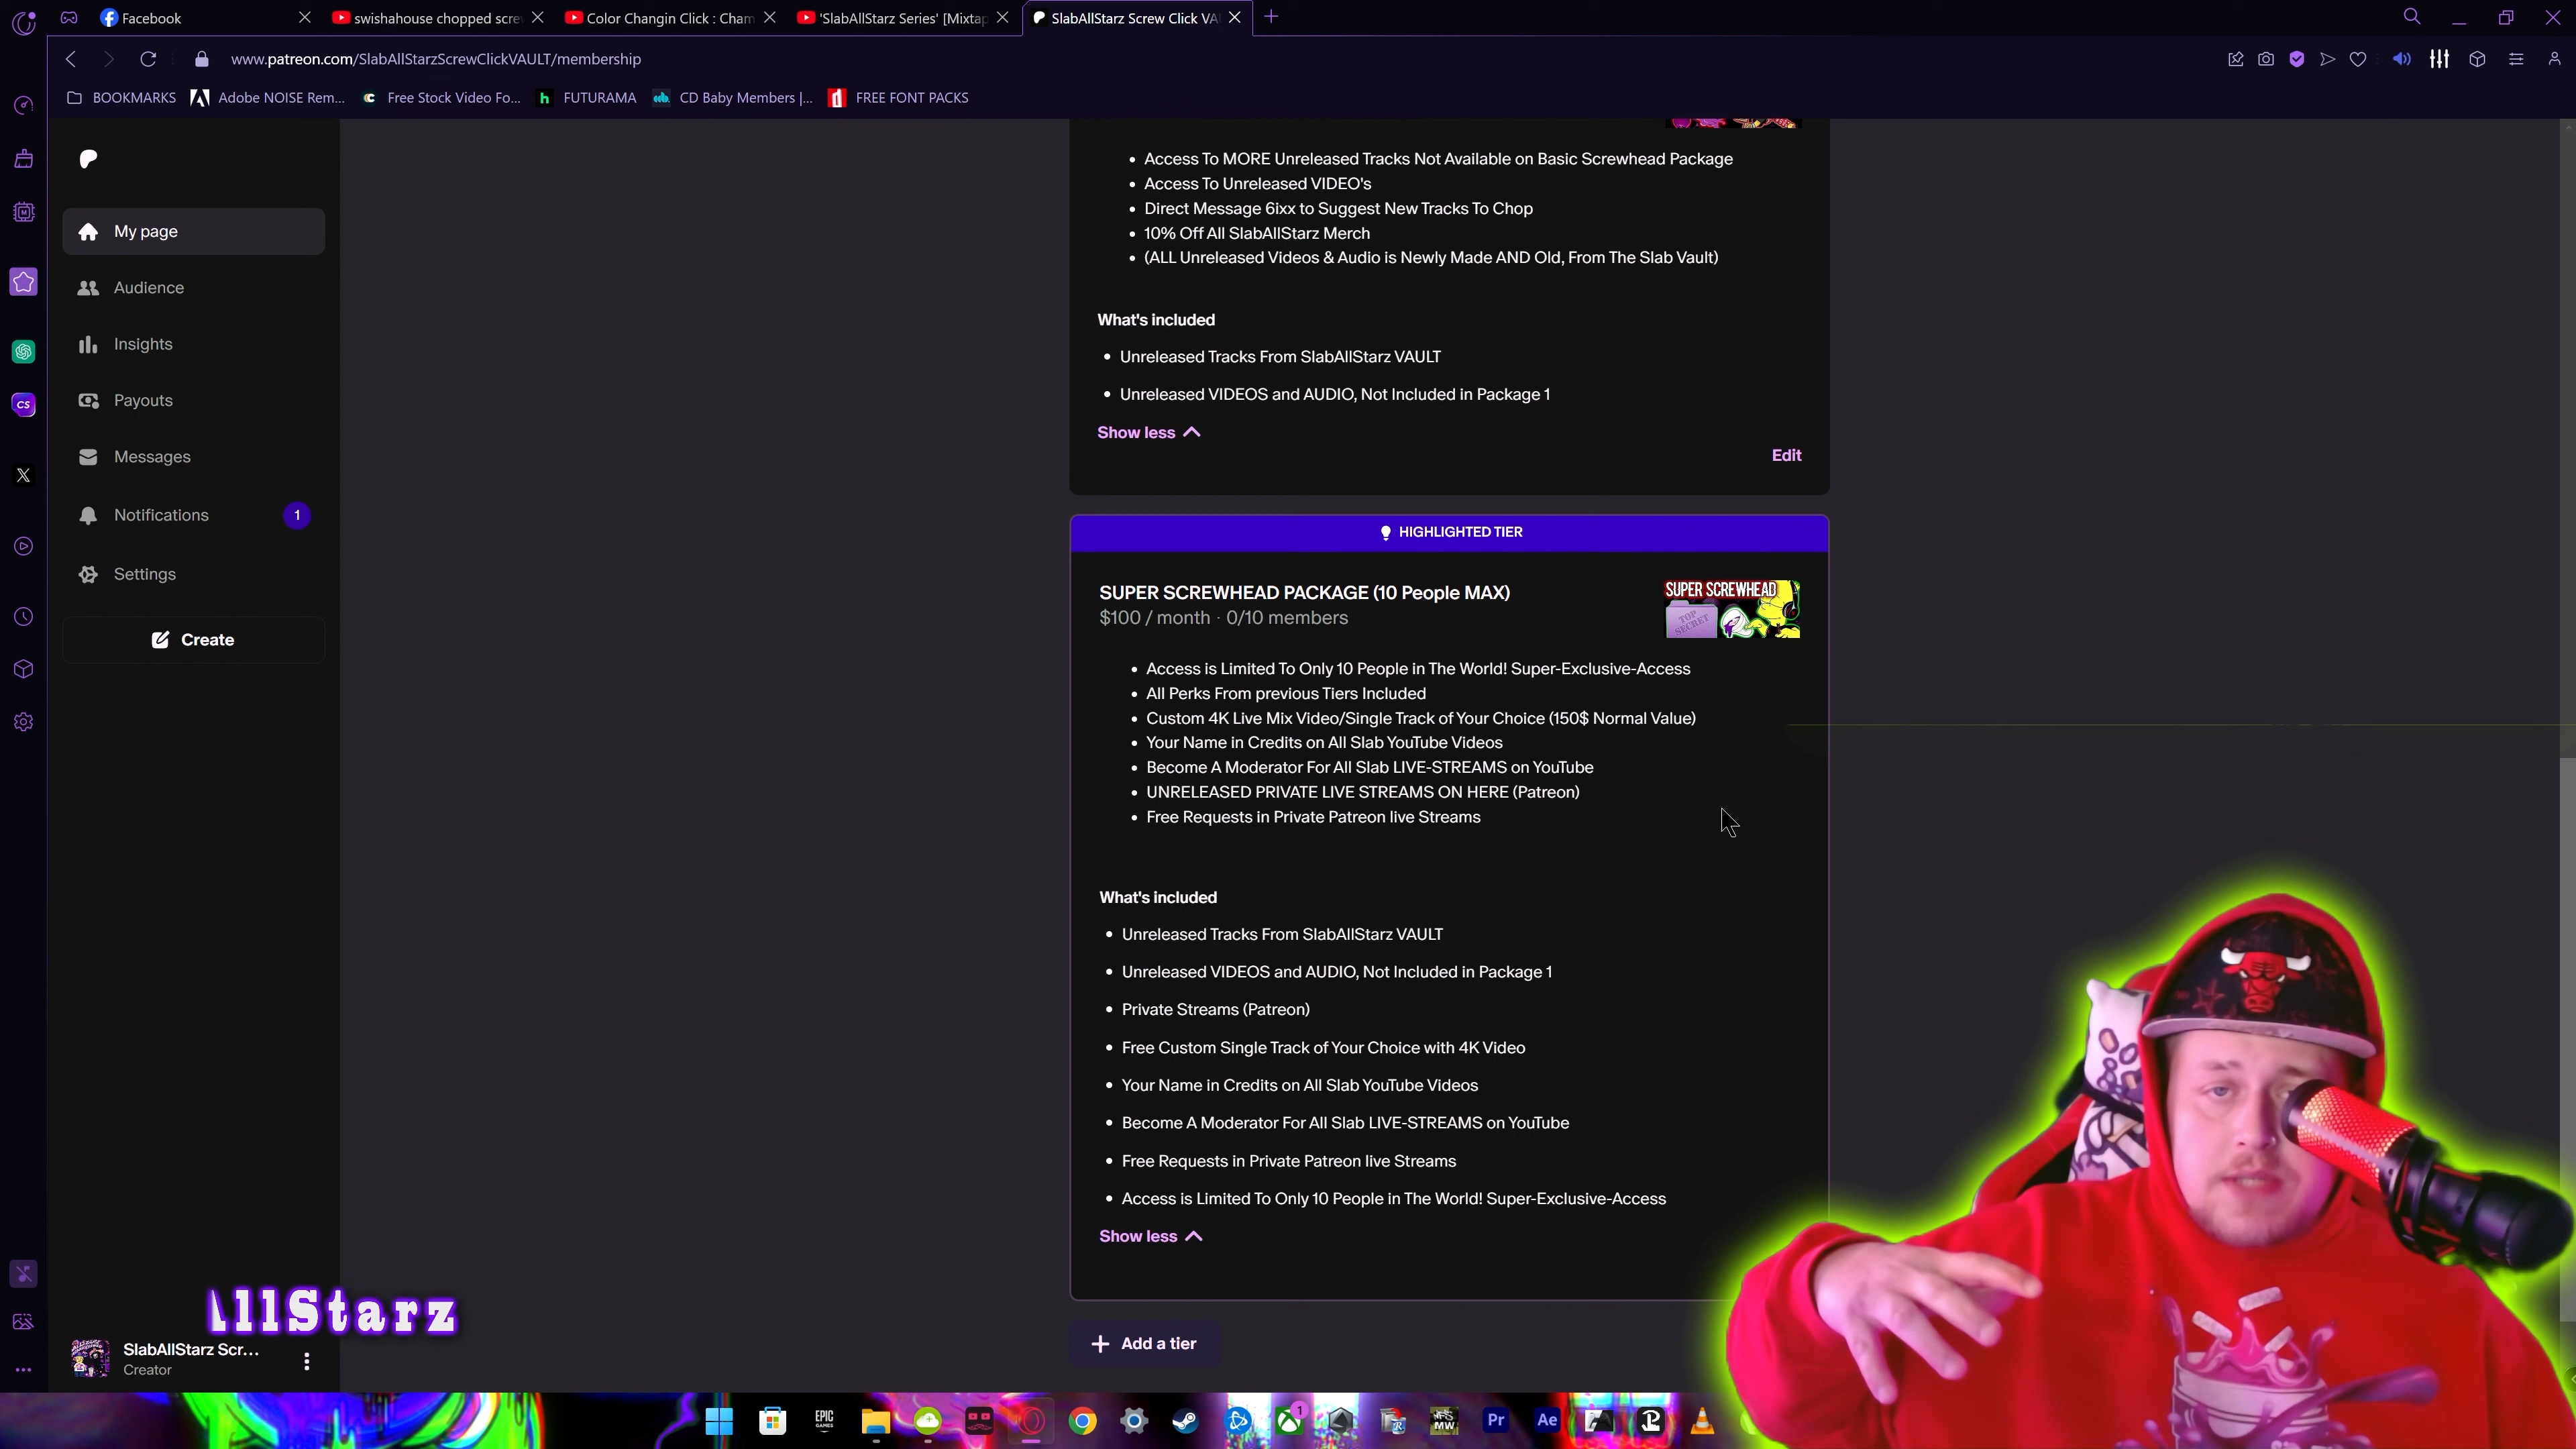 Facebook
swishahouse chopped scre
Color Changin Click : Cham
'SlabAllStarz Series' [Mixtap
SlabAllStarz Screw Click VA
www.patreon.com/SlabAllStarzScrewClickVAULT/membership
BOOKMARKS
Adobe NOISE Rem...
Free Stock Video Fo...
FUTURAMA
CD Baby Members |...
FREE FONT PACKS
My page
Audience
Insights
Payouts
Messages
Notifications
1
Settings
Create
Access To MORE Unreleased Tracks Not Available on Basic Screwhead Package
Access To Unreleased VIDEO's
Direct Message 6ixx to Suggest New Tracks To Chop
10% Off All SlabAllStarz Merch
(ALL Unreleased Videos & Audio is Newly Made AND Old, From The Slab Vault)
What's included
Unreleased Tracks From SlabAllStarz VAULT
Unreleased VIDEOS and AUDIO, Not Included in Package 1
Show less
Edit
HIGHLIGHTED TIER
SUPER SCREWHEAD PACKAGE (10 People MAX)
$100 / month · 0/10 members
SUPER SCREWHEAD
TOP
SECRET
Access is Limited To Only 10 People in The World! Super-Exclusive-Access
All Perks From previous Tiers Included
Custom 4K Live Mix Video/Single Track of Your Choice (150$ Normal Value)
Your Name in Credits on All Slab YouTube Videos
Become A Moderator For All Slab LIVE-STREAMS on YouTube
UNRELEASED PRIVATE LIVE STREAMS ON HERE (Patreon)
Free Requests in Private Patreon live Streams
What's included
Unreleased Tracks From SlabAllStarz VAULT
Unreleased VIDEOS and AUDIO, Not Included in Package 1
Private Streams (Patreon)
Free Custom Single Track of Your Choice with 4K Video
Your Name in Credits on All Slab YouTube Videos
Become A Moderator For All Slab LIVE-STREAMS on YouTube
Free Requests in Private Patreon live Streams
Access is Limited To Only 10 People in The World! Super-Exclusive-Access
Show less
Add a tier
AllStarz
SlabAllStarz Scr...
Creator
CS
EPIC
GAMES
1
MW
Pr
Ae